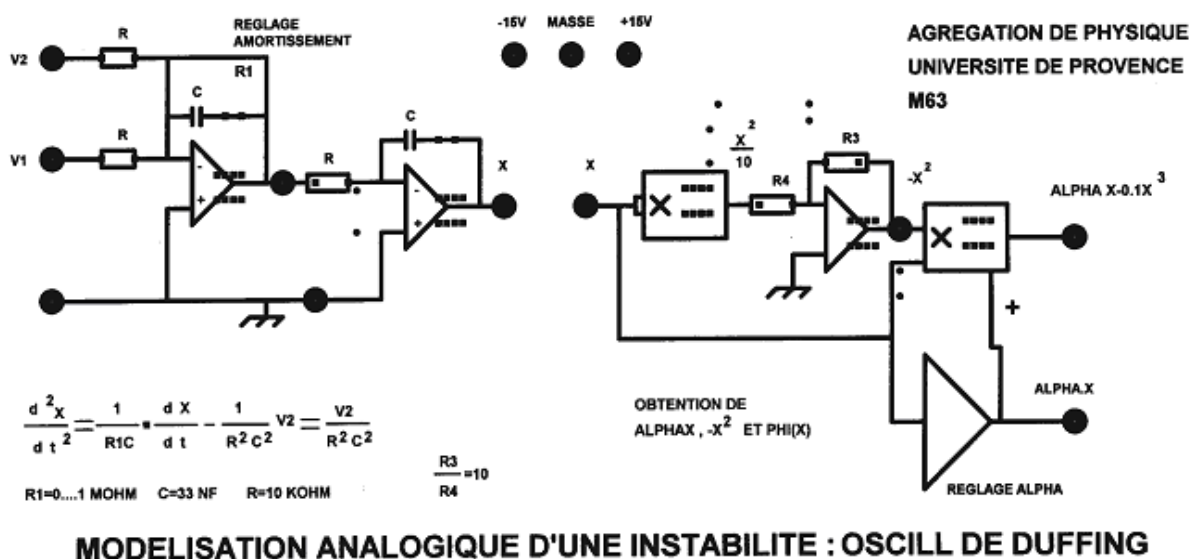 R
REGLAGE
AMORTISSEMENT
-15V MASSE +15V
AGREGATION DE PHYSIQUE
UNIVERSITE DE PROVENCE
M63
V2
R1
C
R
V1
-
+
R
C
X
-
+
X
X²
10
R4
R3
-X²
ALPHA X-0.1X³
+
ALPHA.X
REGLAGE ALPHA
OBTENTION DE
ALPHAX , -X² ET PHI(X)
d²X/dt² = 1/R1C · dX/dt - 1/R²C² V2 = V2/R²C²
R3/R4 =10
R1=0....1 MOHM C=33 NF R=10 KOHM
MODELISATION ANALOGIQUE D'UNE INSTABILITE : OSCILL DE DUFFING